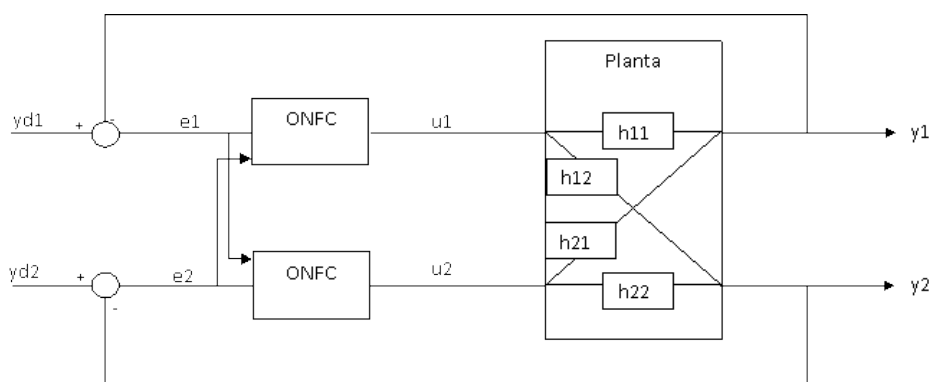 Planta
yd1
+
-
e1
ONFC
u1
h11
y1
h12
h21
yd2
+
-
e2
ONFC
u2
h22
y2